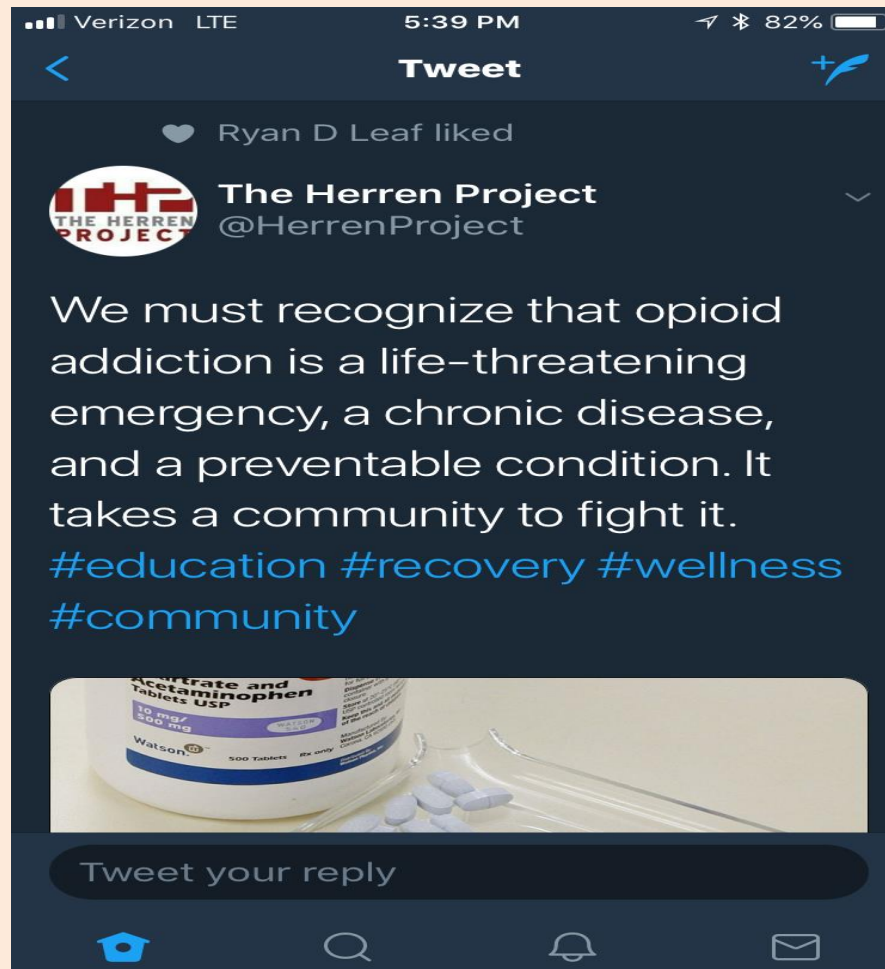 Verizon LTE 5:39 PM 82%
Tweet
Ryan D Leaf liked
THE HERREN
PROJECT
The Herren Project
@HerrenProject
We must recognize that opioid
addiction is a life-threatening
emergency, a chronic disease,
and a preventable condition. It
takes a community to fight it.
#education #recovery #wellness
#community
and
Acetaminophen
Tablets USP
10 mg/
500 mg
Watson
500 Tablets Rx only
Tweet your reply